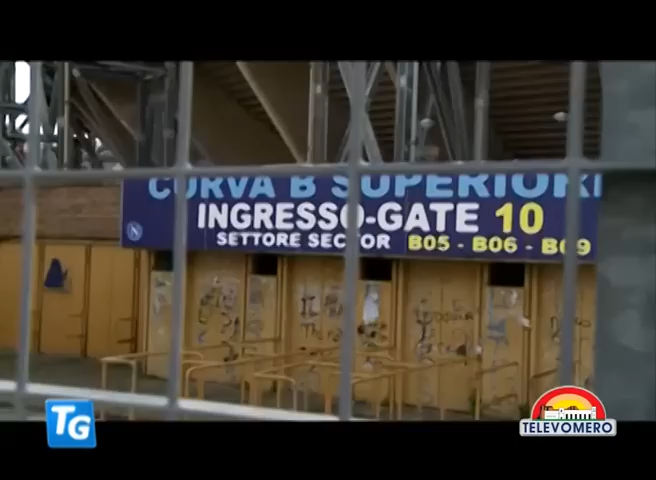 CURVA B SUPERIORI
INGRESSO-GATE 10
SETTORE SECTOR B05 - B06 - B09
TG
TELEVOMERO